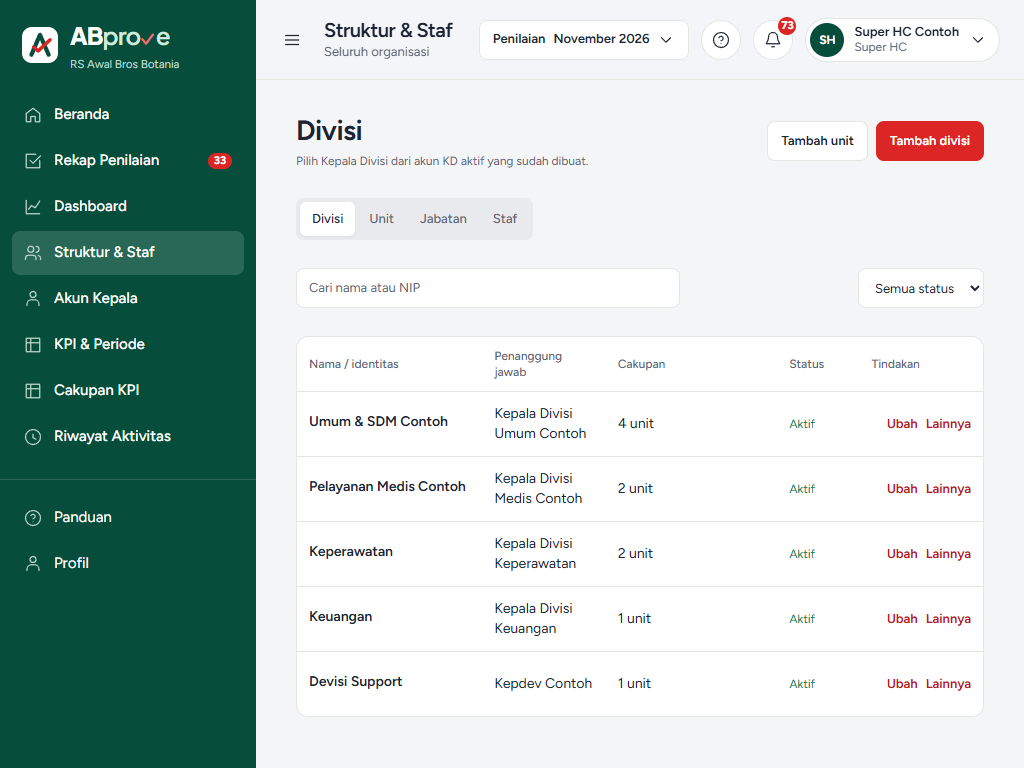 ABprove
RS Awal Bros Botania
Beranda
Rekap Penilaian 33
Dashboard
Struktur & Staf
Akun Kepala
KPI & Periode
Cakupan KPI
Riwayat Aktivitas
Panduan
Profil
Struktur & Staf
Seluruh organisasi
Penilaian November 2026
73
SH
Super HC Contoh
Super HC
Divisi
Pilih Kepala Divisi dari akun KD aktif yang sudah dibuat.
Tambah unit
Tambah divisi
Divisi Unit Jabatan Staf
Cari nama atau NIP
Semua status
Nama / identitas Penanggung jawab Cakupan Status Tindakan
Umum & SDM Contoh Kepala Divisi Umum Contoh 4 unit Aktif Ubah Lainnya
Pelayanan Medis Contoh Kepala Divisi Medis Contoh 2 unit Aktif Ubah Lainnya
Keperawatan Kepala Divisi Keperawatan 2 unit Aktif Ubah Lainnya
Keuangan Kepala Divisi Keuangan 1 unit Aktif Ubah Lainnya
Devisi Support Kepdev Contoh 1 unit Aktif Ubah Lainnya